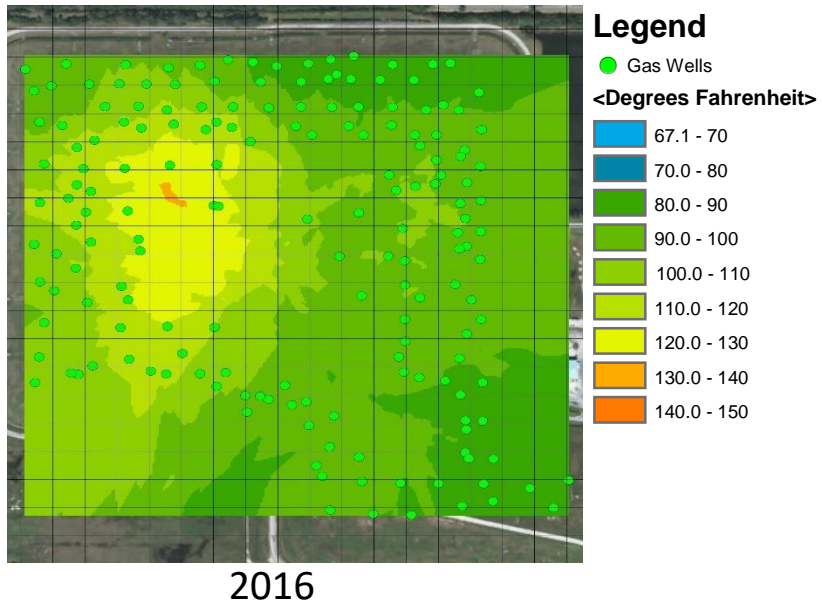 Legend
Gas Wells
<Degrees Fahrenheit>
67.1 - 70
70.0 - 80
80.0 - 90
90.0 - 100
100.0 - 110
110.0 - 120
120.0 - 130
130.0 - 140
140.0 - 150
2016